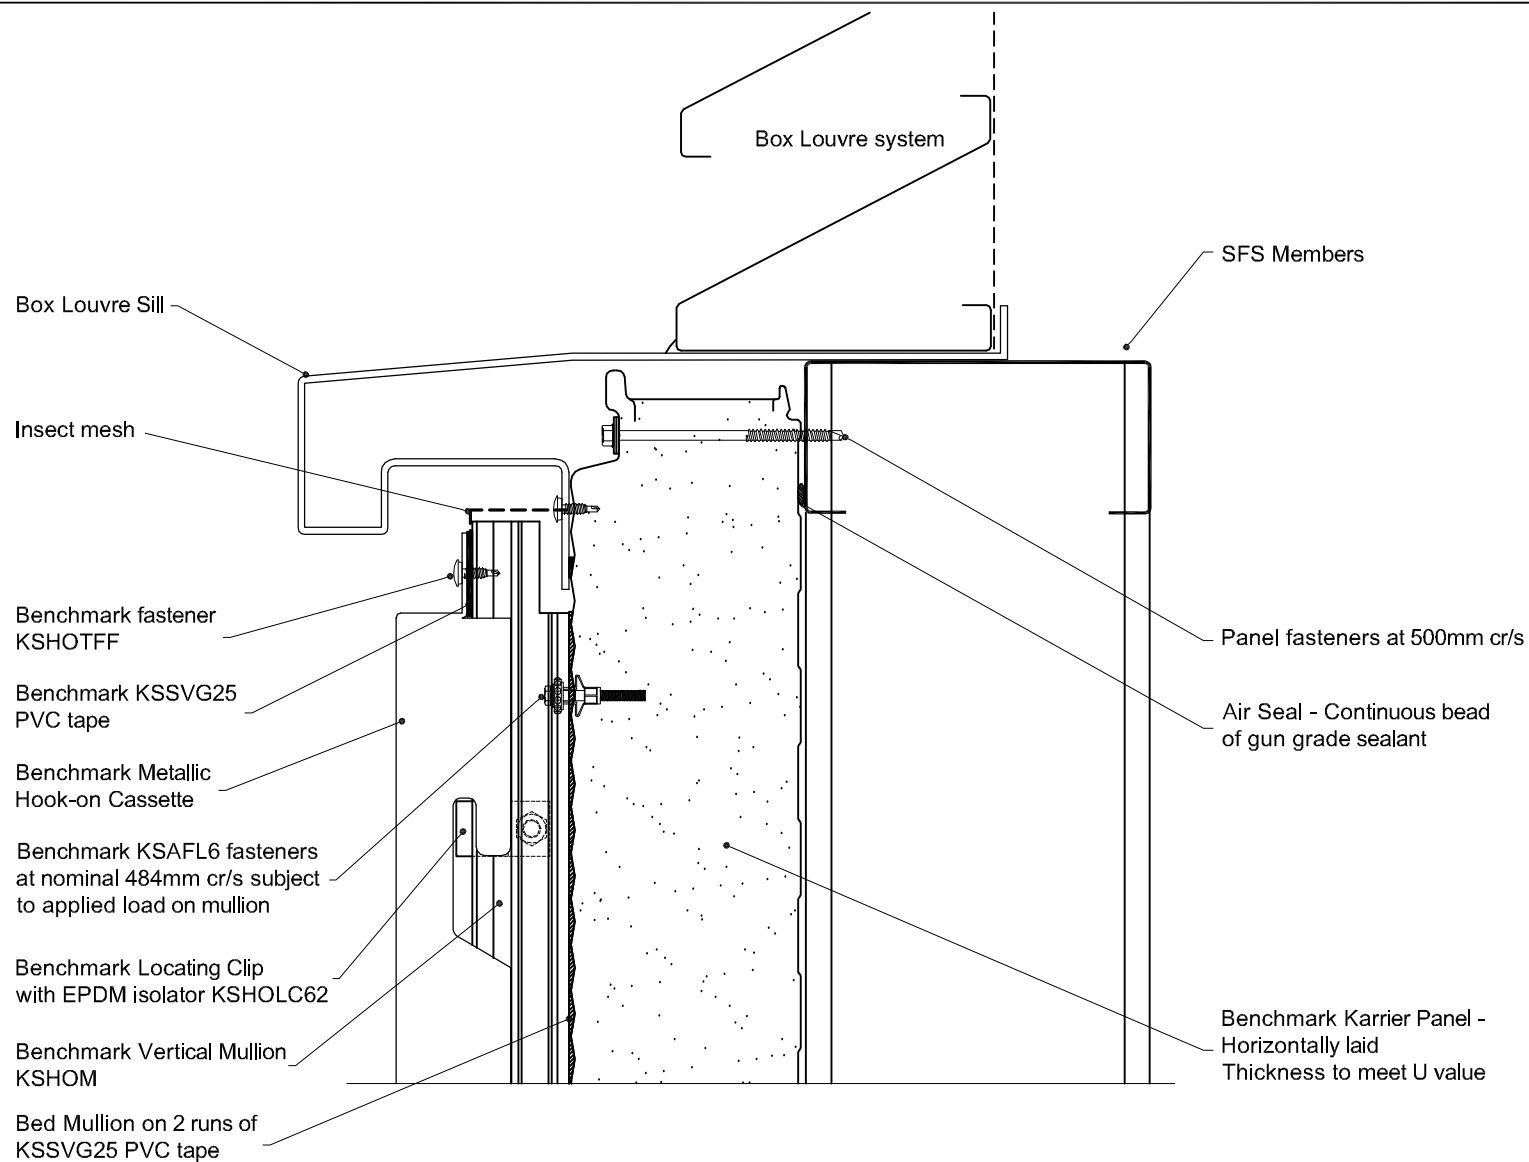 Box Louvre system
SFS Members
Box Louvre Sill
Insect mesh
Benchmark fastener
KSHOTFF
Benchmark KSSVG25
PVC tape
Benchmark Metallic
Hook-on Cassette
Benchmark KSAFL6 fasteners
at nominal 484mm cr/s subject
to applied load on mullion
Benchmark Locating Clip
with EPDM isolator KSHOLC62
Benchmark Vertical Mullion
KSHOM
Bed Mullion on 2 runs of
KSSVG25 PVC tape
Panel fasteners at 500mm cr/s
Air Seal - Continuous bead
of gun grade sealant
Benchmark Karrier Panel -
Horizontally laid
Thickness to meet U value